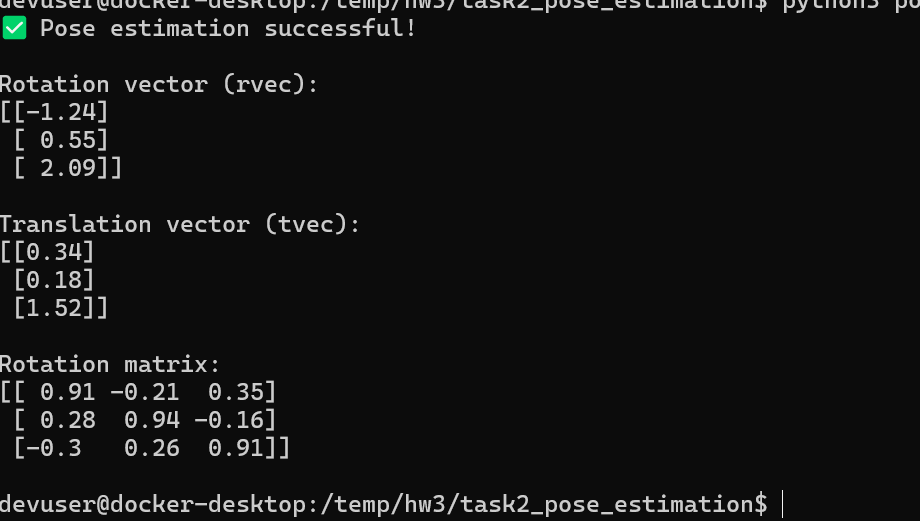 devuser@docker-desktop:/temp/hw3/task2_pose_estimation$ python3 po
✅ Pose estimation successful!
Rotation vector (rvec):
[[-1.24]
 [ 0.55]
 [ 2.09]]
Translation vector (tvec):
[[0.34]
 [0.18]
 [1.52]]
Rotation matrix:
[[ 0.91 -0.21  0.35]
 [ 0.28  0.94 -0.16]
 [-0.3   0.26  0.91]]
devuser@docker-desktop:/temp/hw3/task2_pose_estimation$